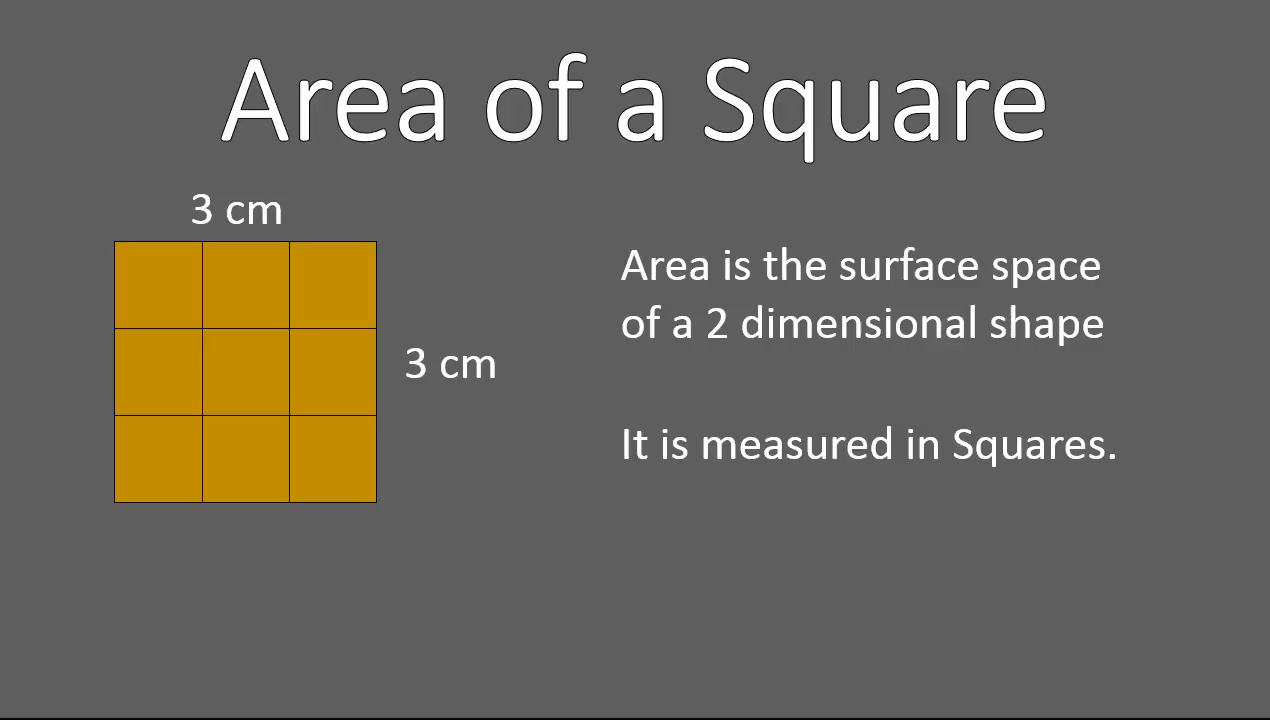 Area of a Square
3 cm
3 cm
Area is the surface space
of a 2 dimensional shape
It is measured in Squares.